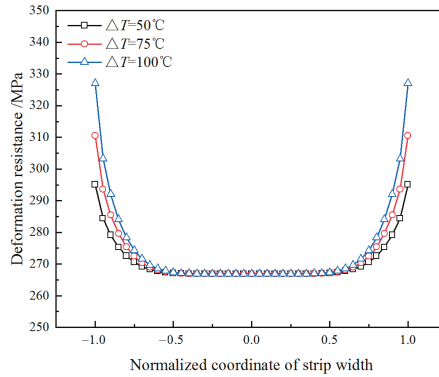 350
340
330
320
310
300
290
280
270
260
250
Deformation resistance /MPa
△T=50℃
△T=75℃
△T=100℃
−1.0 −0.5 0.0 0.5 1.0
Normalized coordinate of strip width